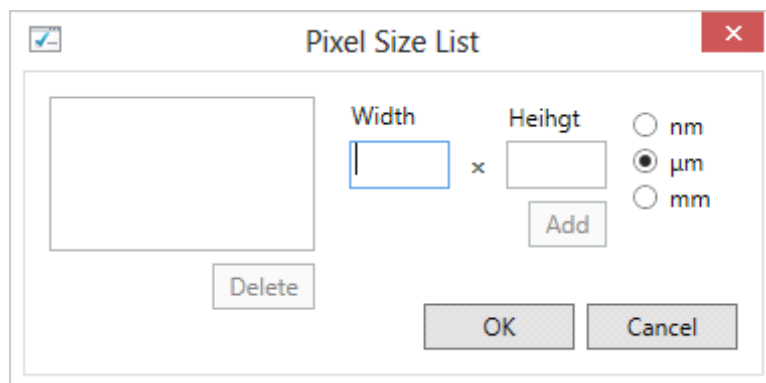 Pixel Size List
Width
Heihgt
×
nm
µm
mm
Add
Delete
OK
Cancel